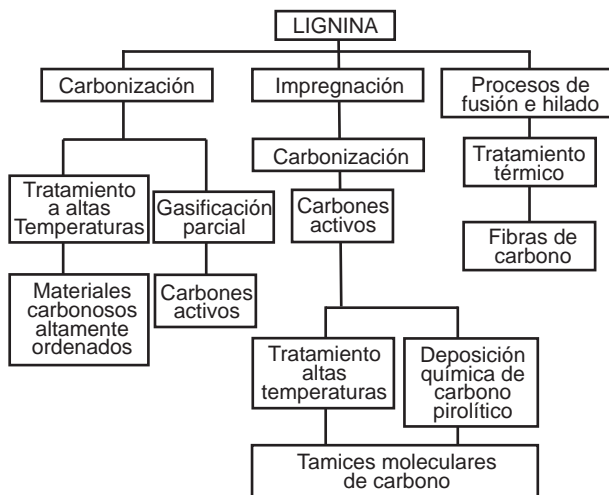 LIGNINA
Carbonización
Impregnación
Procesos de
fusión e hilado
Carbonización
Tratamiento
térmico
Tratamiento
a altas
Temperaturas
Gasificación
parcial
Carbones
activos
Fibras de
carbono
Materiales
carbonosos
altamente
ordenados
Carbones
activos
Tratamiento
altas
temperaturas
Deposición
química de
carbono
pirolítico
Tamices moleculares
de carbono